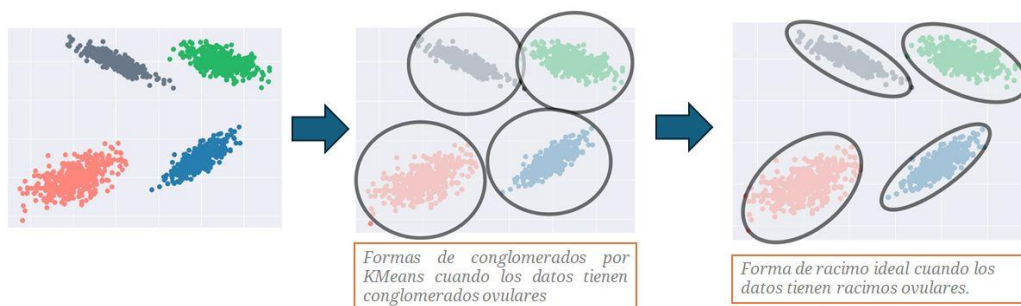 Formas de conglomerados por
KMeans cuando los datos tienen
conglomerados ovulares
Forma de racimo ideal cuando los
datos tienen racimos ovulares.